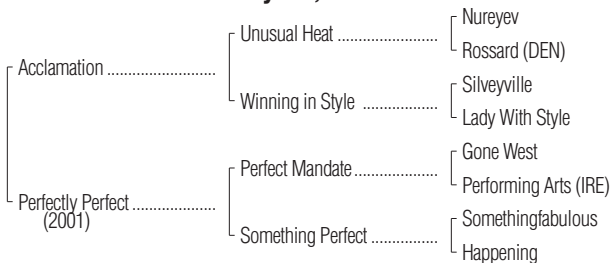 Nureyev
Unusual Heat ....................
Rossard (DEN)
Acclamation ........................
Silveyville
Winning in Style .................
Lady With Style
Gone West
Perfect Mandate...................
Performing Arts (IRE)
Perfectly Perfect ...................
(2001)
Somethingfabulous
Something Perfect ...............
Happening